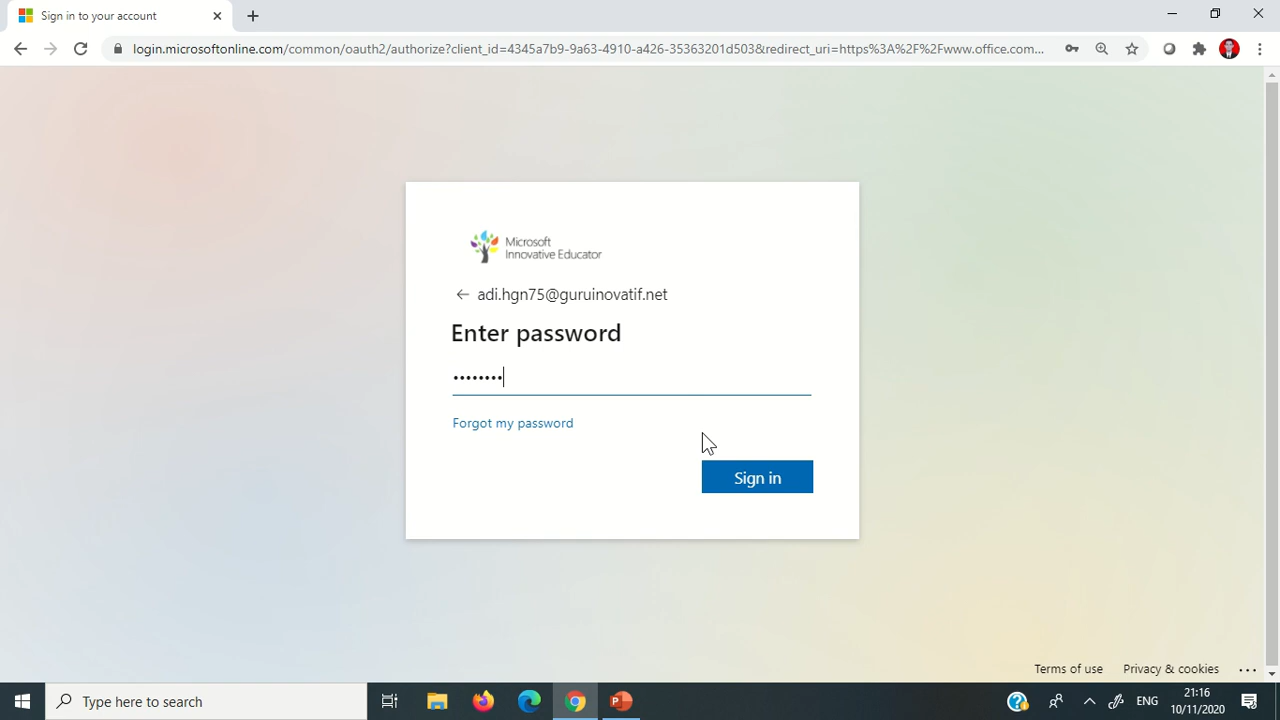 Sign in to your account
login.microsoftonline.com/common/oauth2/authorize?client_id=4345a7b9-9a63-4910-a426-35363201d503&redirect_uri=https%3A%2F%2Fwww.office.com...
Microsoft
Innovative Educator
adi.hgn75@guruinovatif.net
Enter password
••••••••
Forgot my password
Sign in
Terms of use Privacy & cookies ...
Type here to search
ENG
21:16
10/11/2020